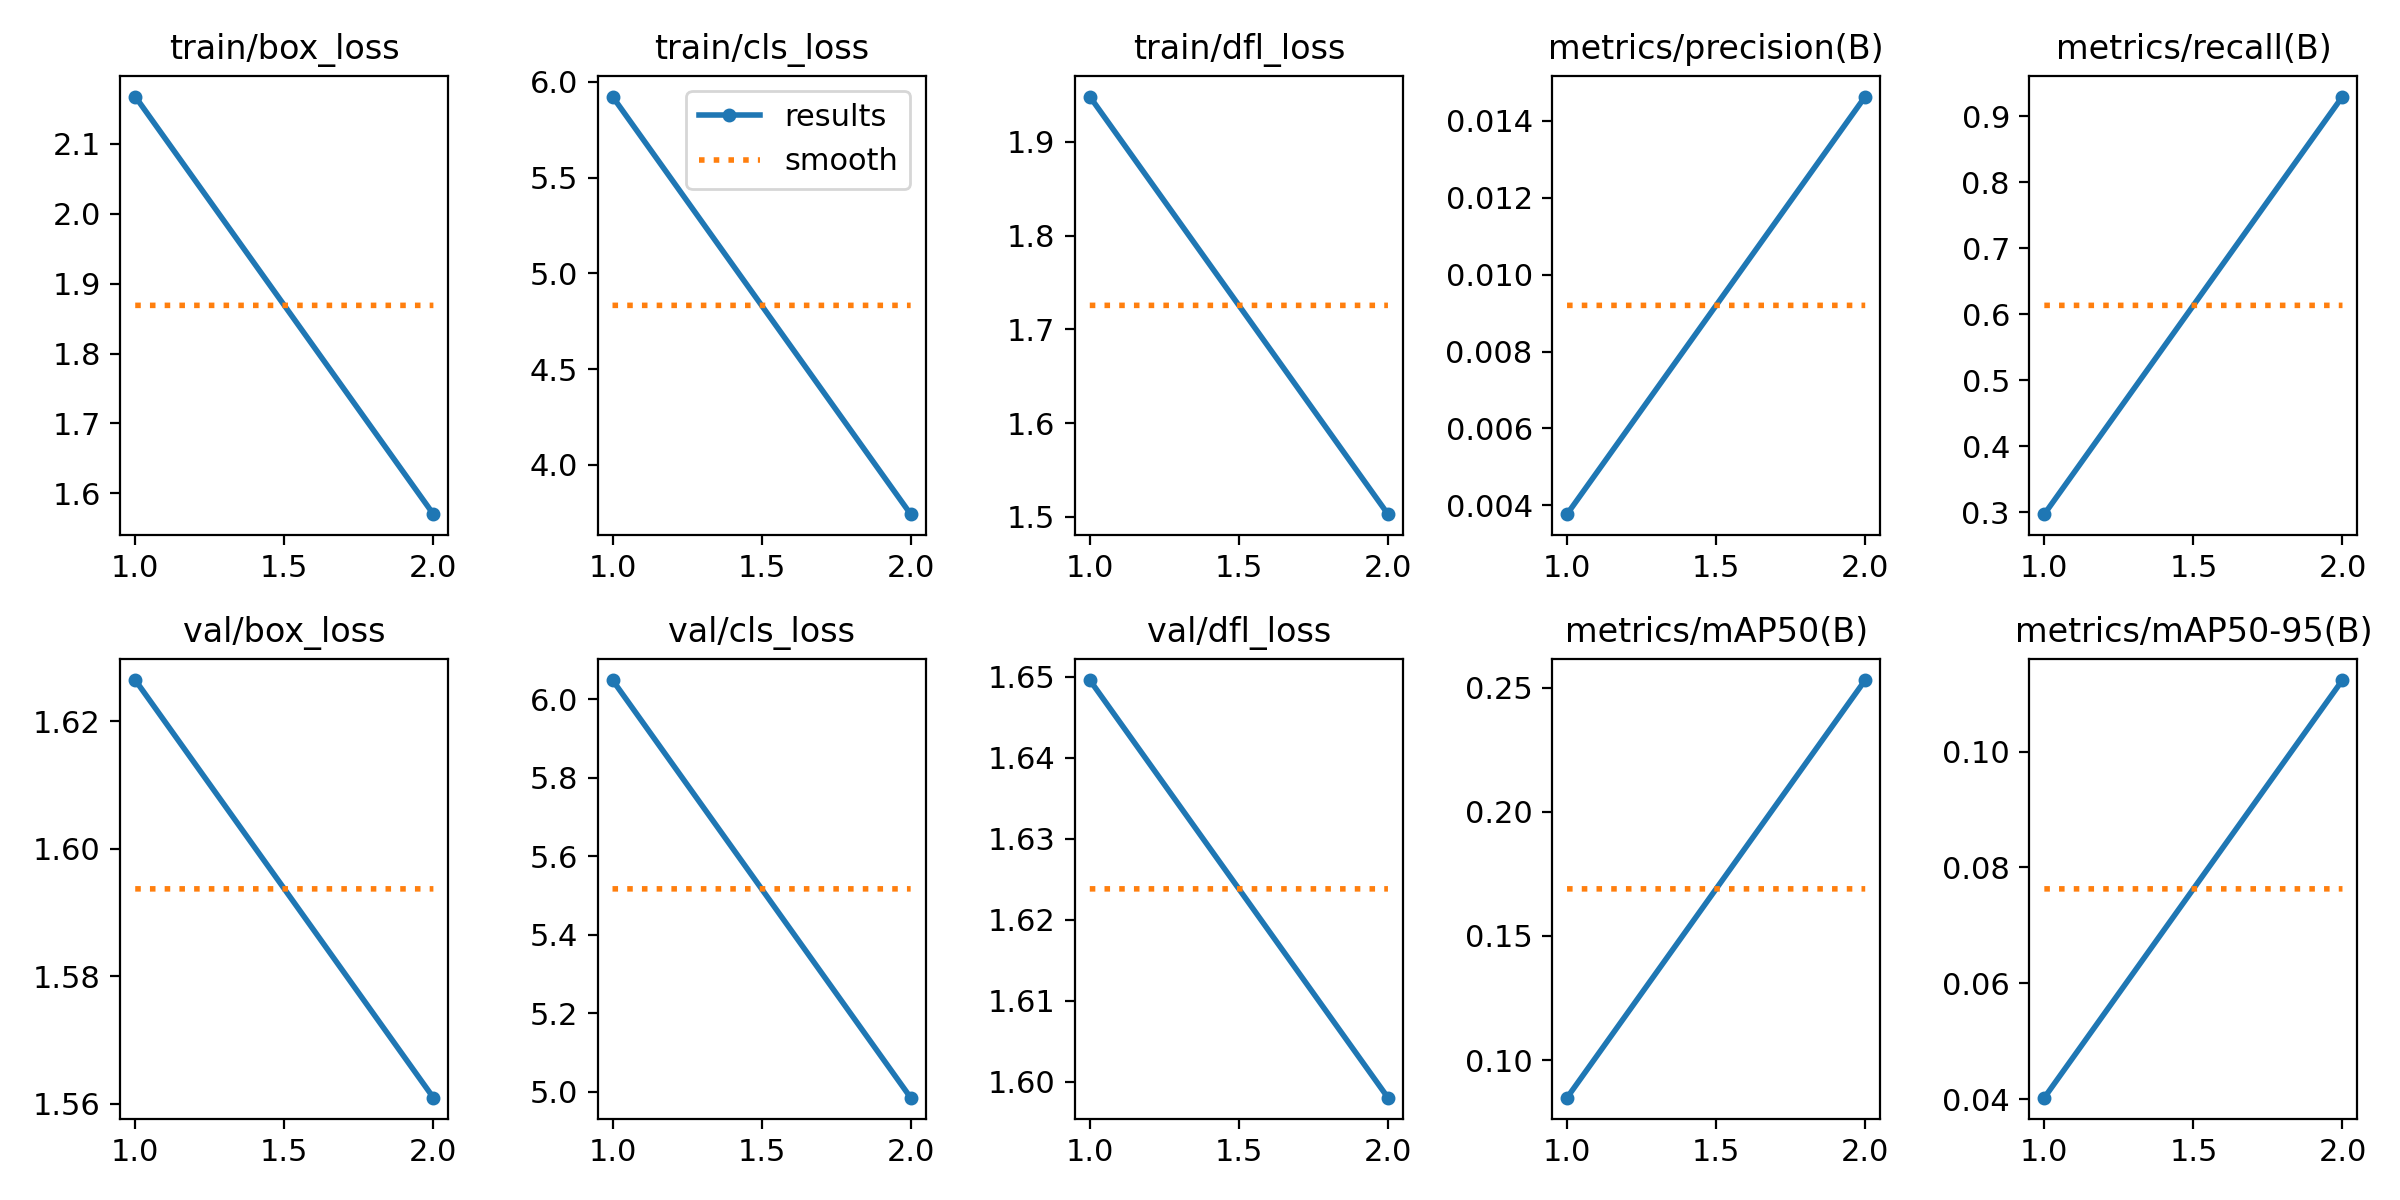 train/box_loss
2.1
2.0
1.9
1.8
1.7
1.6
1.0 1.5 2.0
train/cls_loss
results
smooth
6.0
5.5
5.0
4.5
4.0
1.0 1.5 2.0
train/dfl_loss
1.9
1.8
1.7
1.6
1.5
1.0 1.5 2.0
metrics/precision(B)
0.014
0.012
0.010
0.008
0.006
0.004
1.0 1.5 2.0
metrics/recall(B)
0.9
0.8
0.7
0.6
0.5
0.4
0.3
1.0 1.5 2.0
val/box_loss
1.62
1.60
1.58
1.56
1.0 1.5 2.0
val/cls_loss
6.0
5.8
5.6
5.4
5.2
5.0
1.0 1.5 2.0
val/dfl_loss
1.65
1.64
1.63
1.62
1.61
1.60
1.0 1.5 2.0
metrics/mAP50(B)
0.25
0.20
0.15
0.10
1.0 1.5 2.0
metrics/mAP50-95(B)
0.10
0.08
0.06
0.04
1.0 1.5 2.0